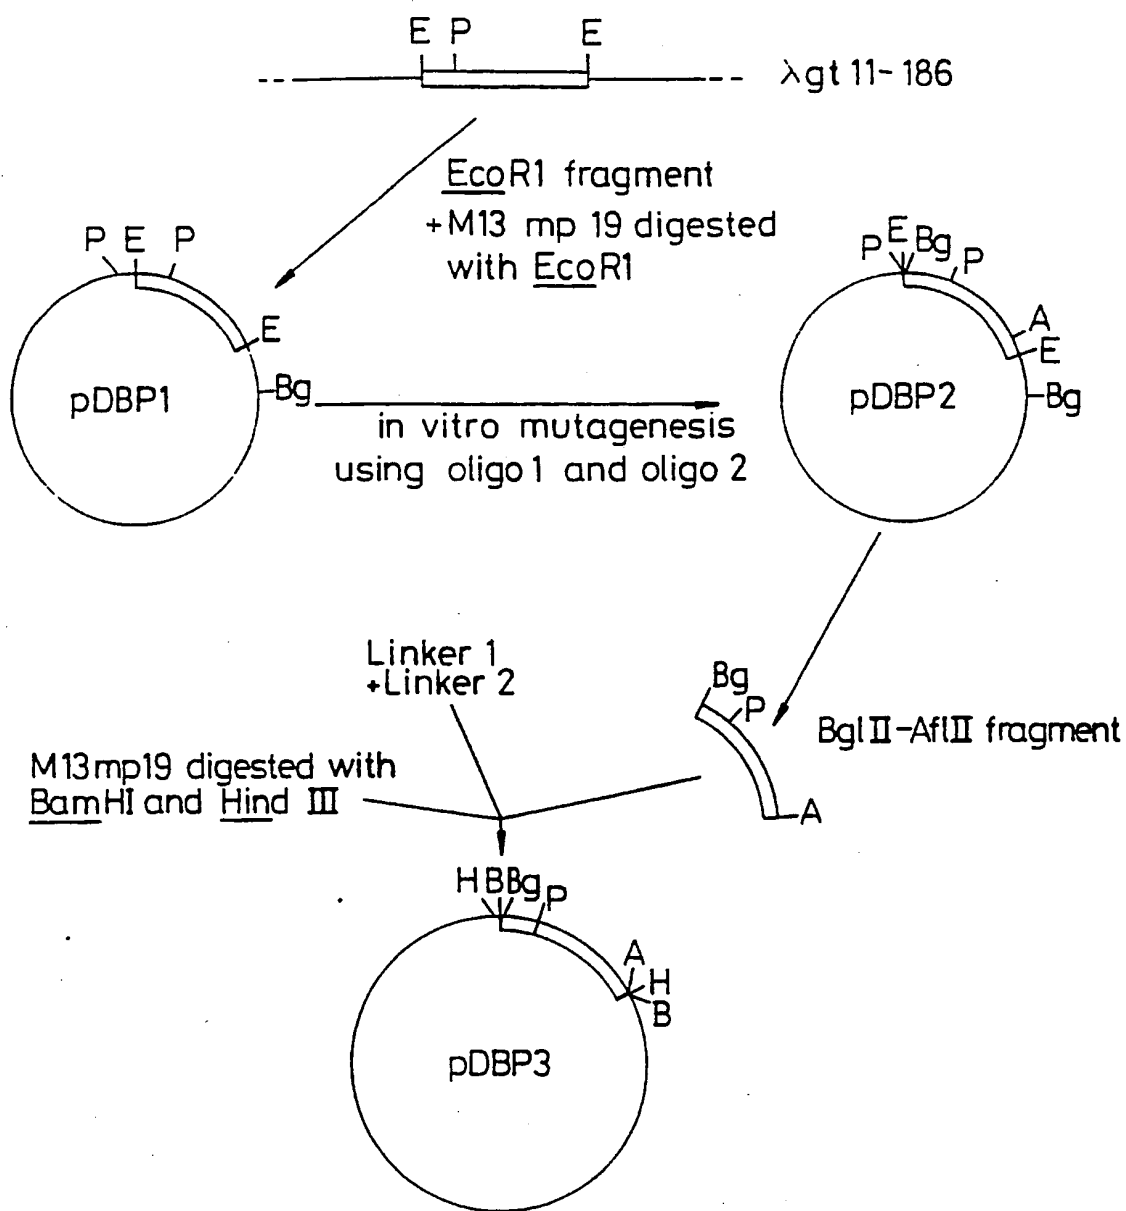 E P E
λgt 11-186
EcoR1 fragment
+M13 mp 19 digested
with EcoR1
P E P
E
Bg
pDBP1
in vitro mutagenesis
using oligo 1 and oligo 2
P E Bg P
A
E
Bg
pDBP2
Linker 1
+Linker 2
M13mp19 digested with
BamHI and Hind III
Bg
P
A
BglII-AflII fragment
H B Bg P
A
H
B
pDBP3